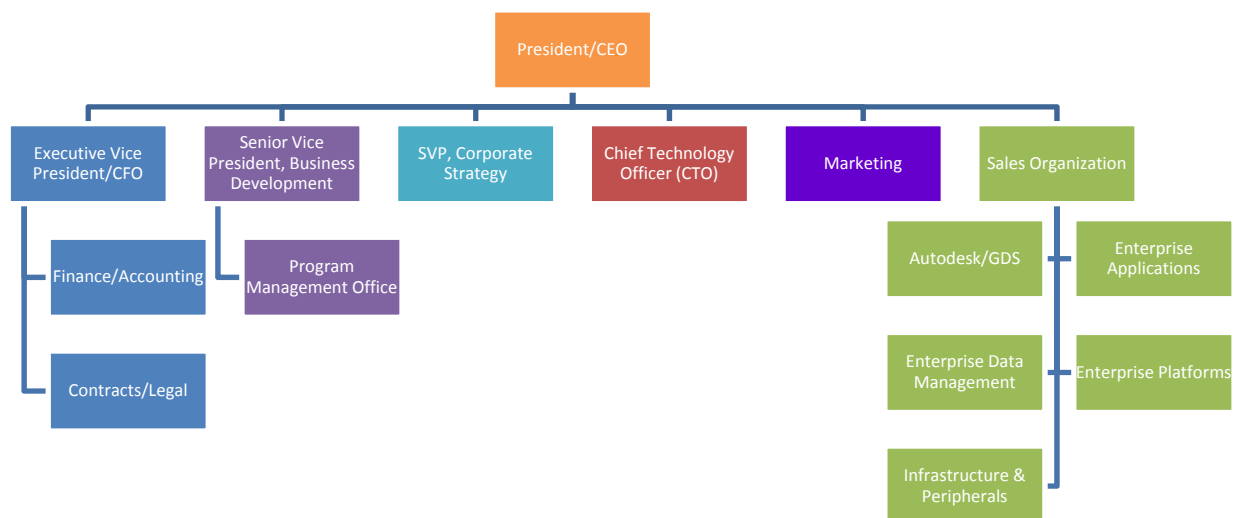 President/CEO
Executive Vice
President/CFO
Senior Vice
President, Business
Development
SVP, Corporate
Strategy
Chief Technology
Officer (CTO)
Marketing
Sales Organization
Finance/Accounting
Program
Management Office
Autodesk/GDS
Enterprise
Applications
Contracts/Legal
Enterprise Data
Management
Enterprise Platforms
Infrastructure &
Peripherals